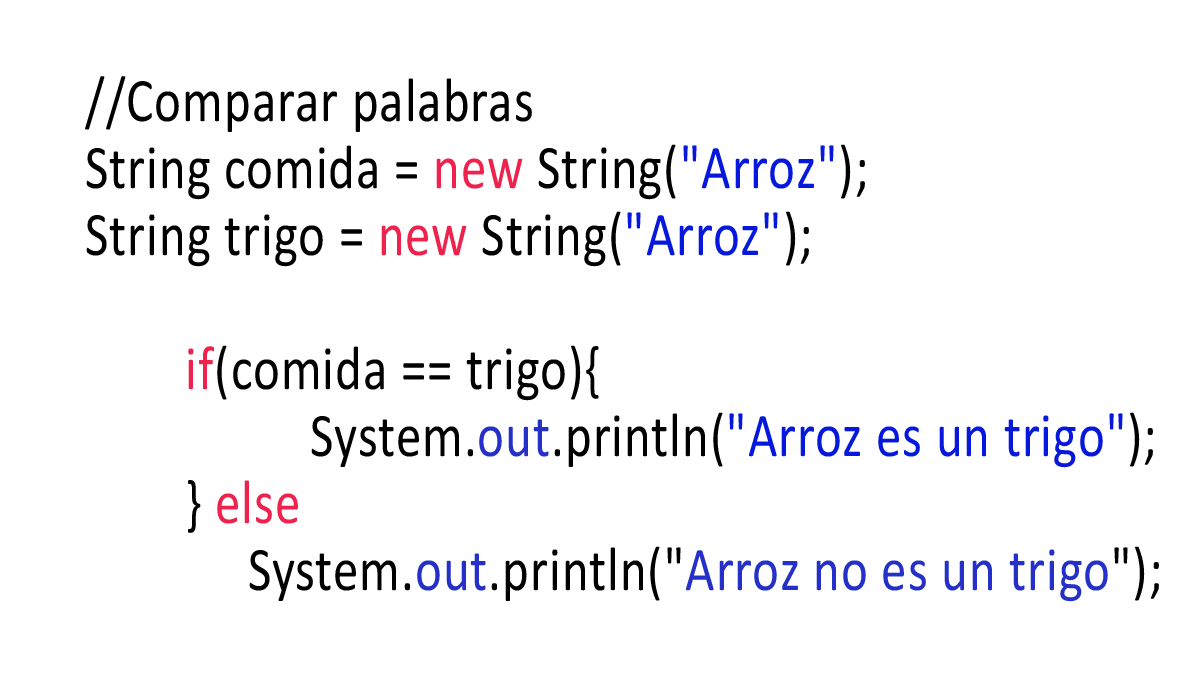 //Comparar palabras
String comida = new String("Arroz");
String trigo = new String("Arroz");
if(comida == trigo){
System.out.println("Arroz es un trigo");
} else
System.out.println("Arroz no es un trigo");